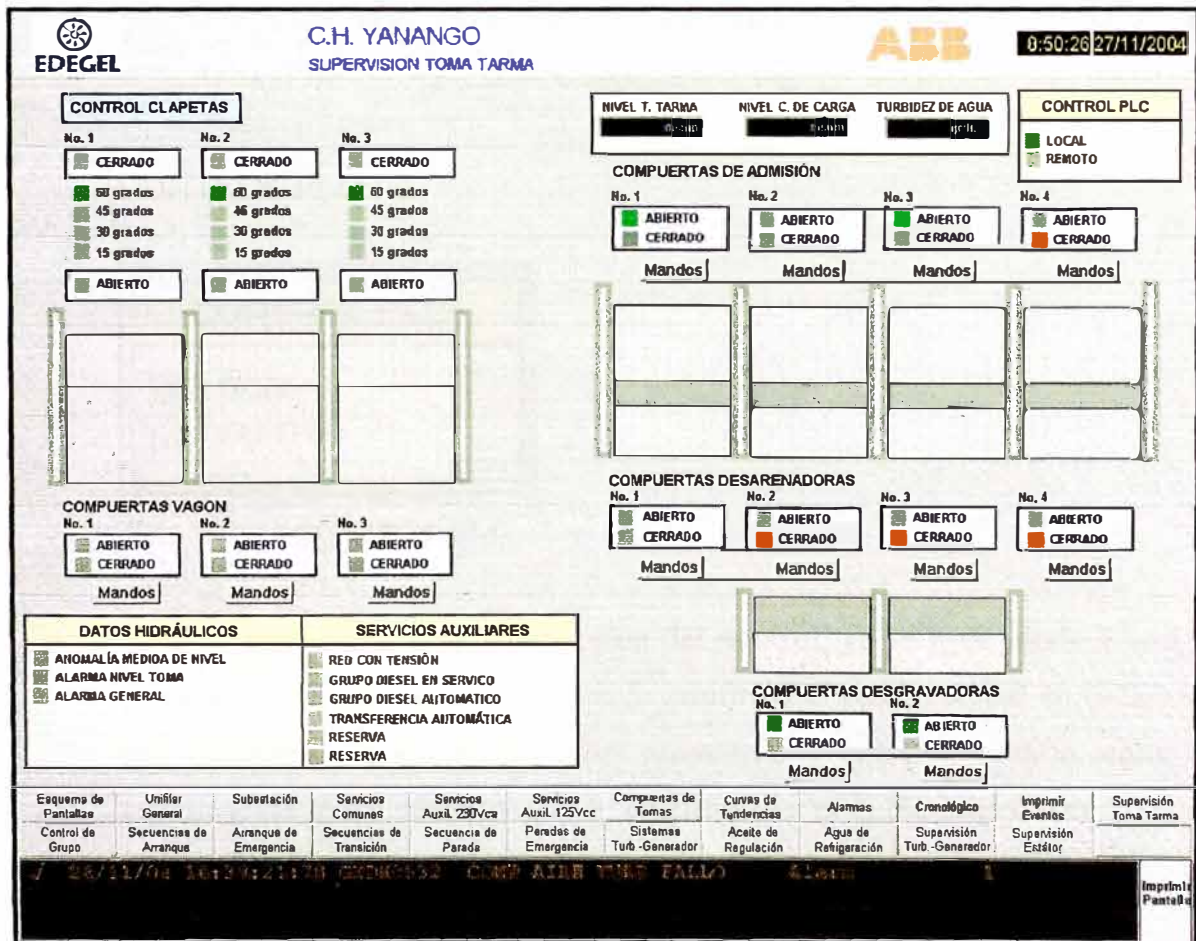 EDEGEL
C.H. YANANGO
SUPERVISION TOMA TARMA
ABB
8:50:26 27/11/2004
CONTROL CLAPETAS
No. 1 No. 2 No. 3
CERRADO CERRADO CERRADO
60 grados 60 grados
45 grados 45 grados 45 grados
30 grados 30 grados 30 grados
15 grados 15 grados 15 grados
ABIERTO ABIERTO ABIERTO
NIVEL T. TARMA NIVEL C. DE CARGA TURBIDEZ DE AGUA
CONTROL PLC
LOCAL
REMOTO
COMPUERTAS DE ADMISIÓN
No. 1 No. 2 No. 3 No. 4
ABIERTO ABIERTO ABIERTO ABIERTO
CERRADO CERRADO CERRADO CERRADO
Mandos Mandos Mandos Mandos
COMPUERTAS VAGON
No. 1 No. 2 No. 3
ABIERTO ABIERTO ABIERTO
CERRADO CERRADO CERRADO
Mandos Mandos Mandos
COMPUERTAS DESARENADORAS
No. 1 No. 2 No. 3 No. 4
ABIERTO ABIERTO ABIERTO ABIERTO
CERRADO CERRADO CERRADO CERRADO
Mandos Mandos Mandos Mandos
DATOS HIDRÁULICOS
ANOMALÍA MEDIDA DE NIVEL
ALARMA NIVEL TOMA
ALARMA GENERAL
SERVICIOS AUXILIARES
RED CON TENSIÓN
GRUPO DIESEL EN SERVICO
GRUPO DIESEL AUTOMATICO
TRANSFERENCIA AUTOMÁTICA
RESERVA
RESERVA
COMPUERTAS DESGRAVADORAS
No. 1 No. 2
ABIERTO ABIERTO
CERRADO CERRADO
Mandos Mandos
Esquema de Unifilar Subestación Servicios Servicios Servicios Compuertas de Curvas de Alarmas Cronológico Imprimir Supervisión
Pantallas General Comunes Auxil. 230Vca Auxil. 125Vcc Tomas Tendencias Eventos Toma Tarma
Control de Secuencias de Arranque de Secuencias de Secuencia de Paradas de Sistemas Aceite de Agua de Supervisión Supervisión
Grupo Arranque Emergencia Transición Parada Emergencia Turb.-Generador Regulación Refrigeración Turb.-Generador Estátor
COMP AIRE FALLO Alarm 1
Imprimir
Pantalla